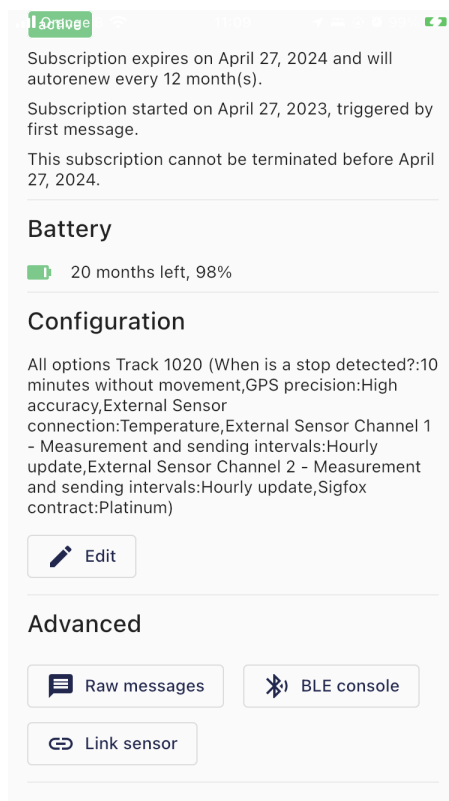 Orange
active
Subscription expires on April 27, 2024 and will
autorenew every 12 month(s).
Subscription started on April 27, 2023, triggered by
first message.
This subscription cannot be terminated before April
27, 2024.
Battery
20 months left, 98%
Configuration
All options Track 1020 (When is a stop detected?:10
minutes without movement,GPS precision:High
accuracy,External Sensor
connection:Temperature,External Sensor Channel 1
- Measurement and sending intervals:Hourly
update,External Sensor Channel 2 - Measurement
and sending intervals:Hourly update,Sigfox
contract:Platinum)
Edit
Advanced
Raw messages
BLE console
Link sensor